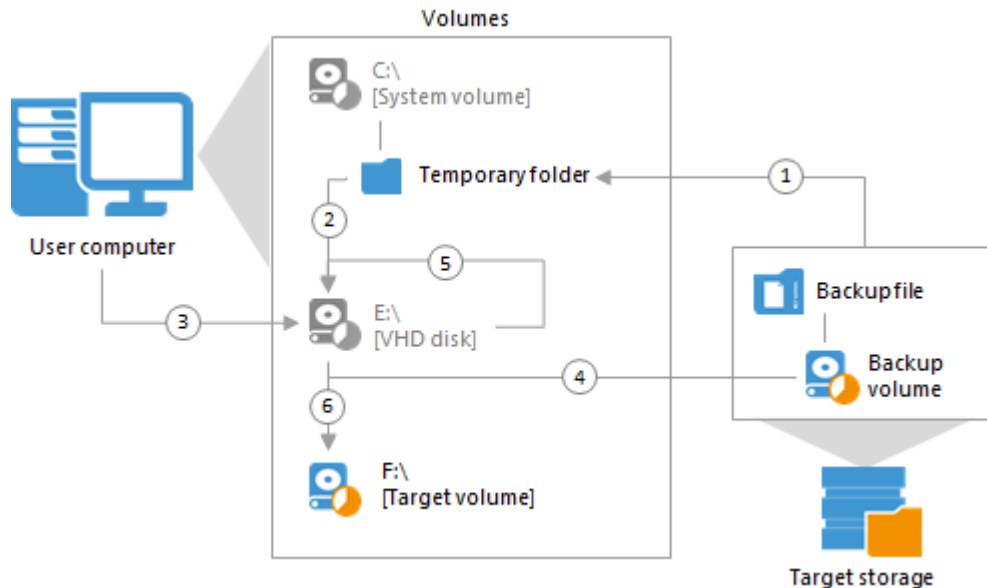 Volumes
C:\
[System volume]
Temporary folder
1
2
User computer
5
Backup file
3
E:\
[VHD disk]
4
Backup
volume
6
F:\
[Target volume]
Target storage